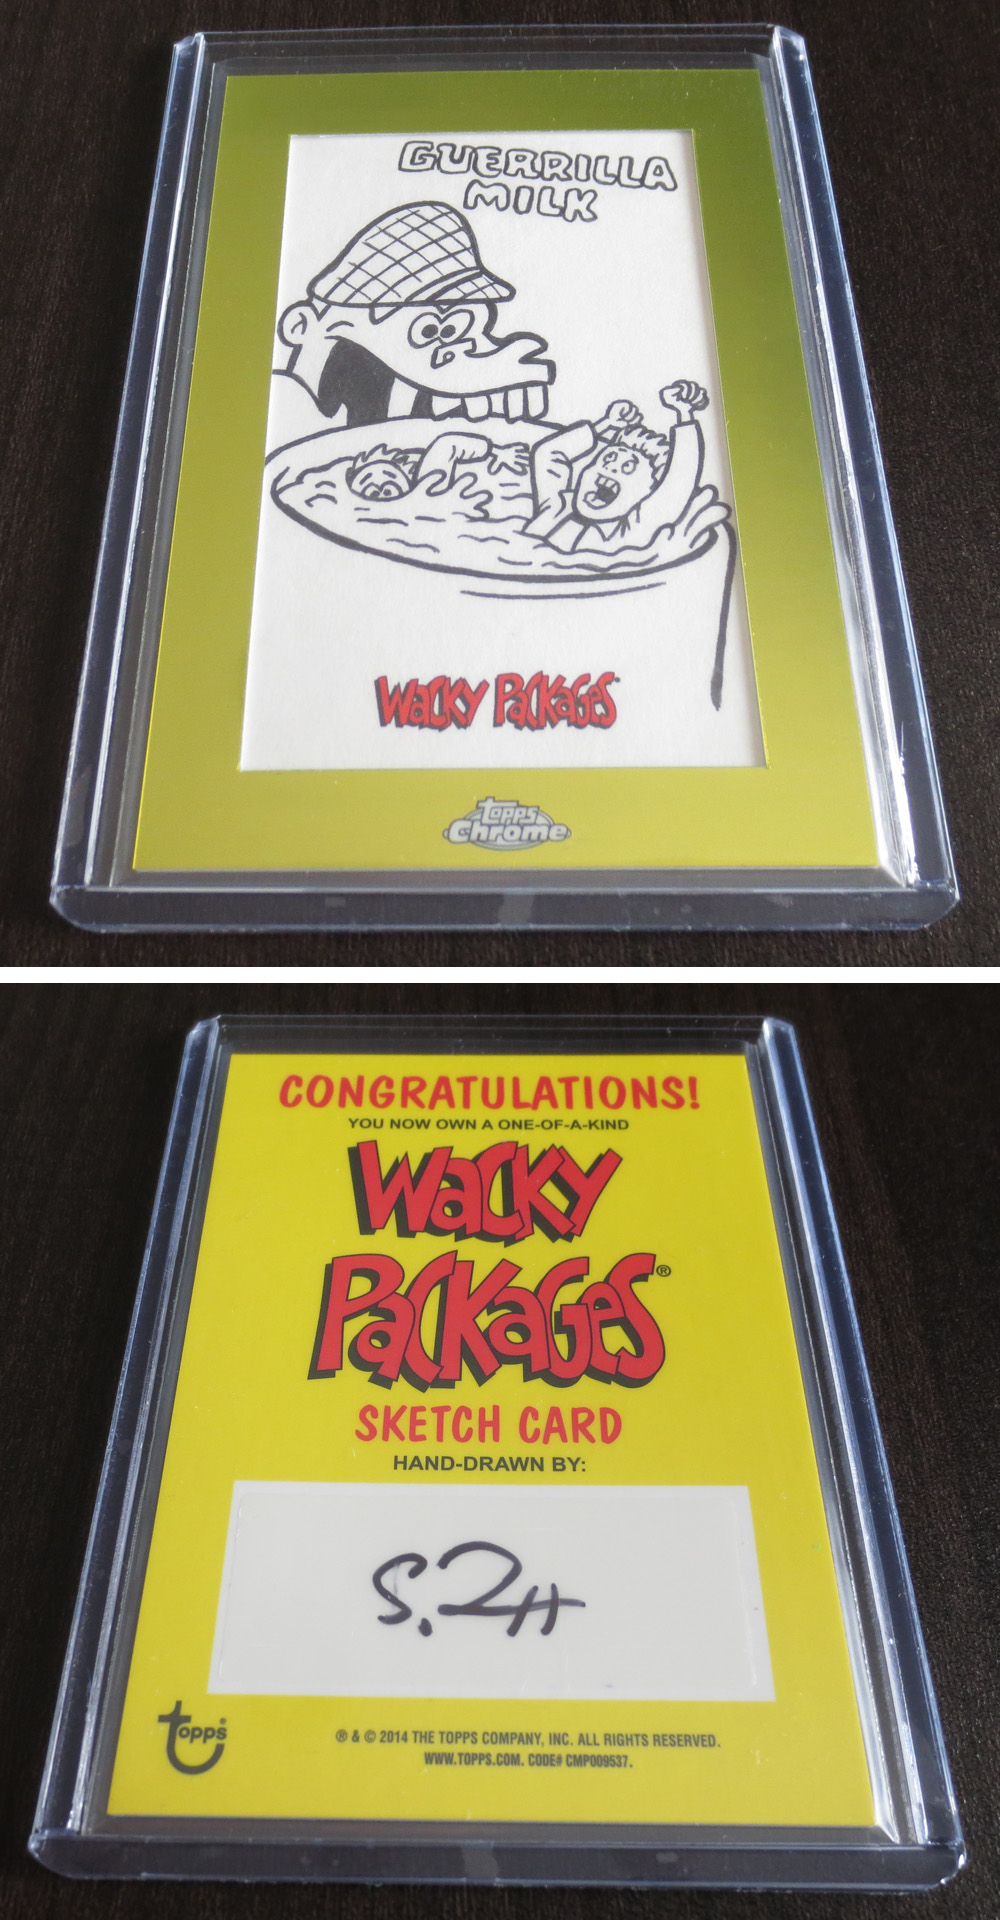 GUERRILLA
MILK
WACKY PACKAGES
topps
Chrome
CONGRATULATIONS!
YOU NOW OWN A ONE-OF-A-KIND
WACKY
PACKAGES®
SKETCH CARD
HAND-DRAWN BY:
topps®
® & © 2014 THE TOPPS COMPANY, INC. ALL RIGHTS RESERVED.
WWW.TOPPS.COM. CODE# CMP009537.